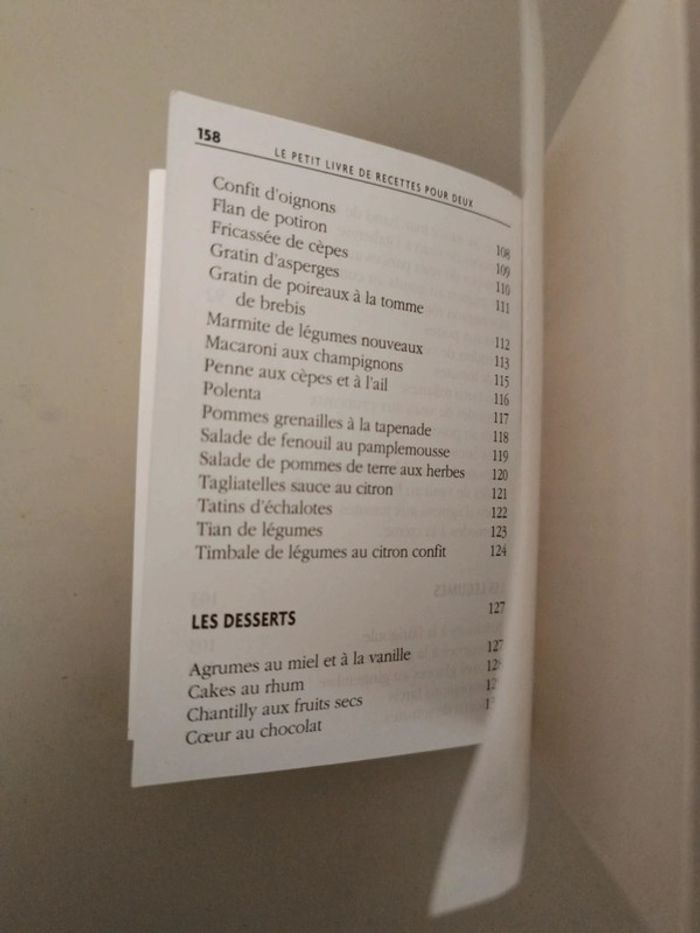 158
LE PETIT LIVRE DE RECETTES POUR DEUX
Confit d'oignons 108
Flan de potiron 109
Fricassée de cèpes 110
Gratin d'asperges 111
Gratin de poireaux à la tomme
de brebis 112
Marmite de légumes nouveaux 113
Macaroni aux champignons 115
Penne aux cèpes et à l'ail 116
Polenta 117
Pommes grenailles à la tapenade 118
Salade de fenouil au pamplemousse 119
Salade de pommes de terre aux herbes 120
Tagliatelles sauce au citron 121
Tatins d'échalotes 122
Tian de légumes 123
Timbale de légumes au citron confit 124
LES DESSERTS 127
Agrumes au miel et à la vanille 127
Cakes au rhum
Chantilly aux fruits secs
Cœur au chocolat